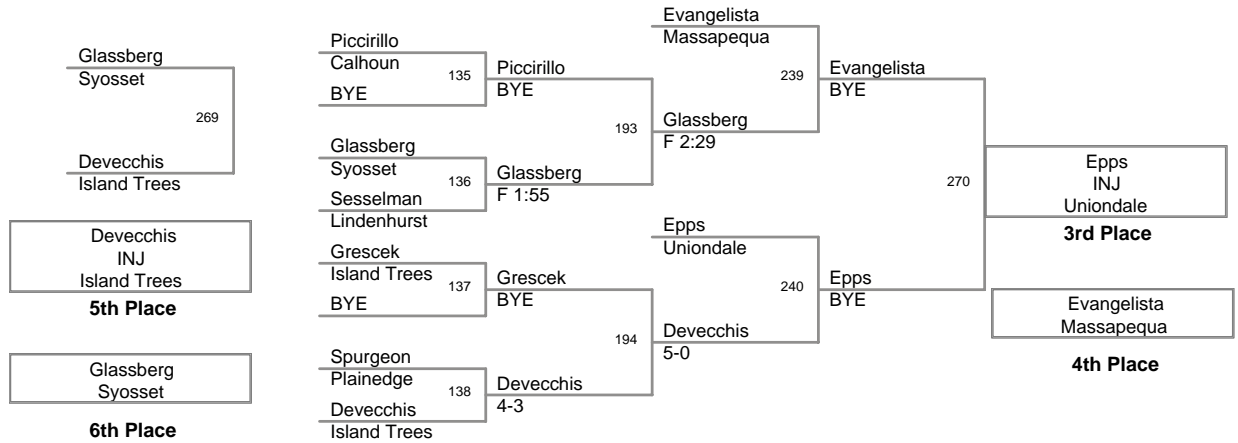 Glassberg
Syosset
269
Devecchis
Island Trees
Devecchis
INJ
Island Trees
5th Place
Glassberg
Syosset
6th Place
Piccirillo
Calhoun
135
BYE
Glassberg
Syosset
136
Sesselman
Lindenhurst
Grescek
Island Trees
137
BYE
Spurgeon
Plainedge
138
Devecchis
Island Trees
Piccirillo
BYE
193
Glassberg
F 1:55
Grescek
BYE
194
Devecchis
4-3
Evangelista
Massapequa
239
Glassberg
F 2:29
Epps
Uniondale
240
Devecchis
5-0
Evangelista
BYE
270
Epps
BYE
Epps
INJ
Uniondale
3rd Place
Evangelista
Massapequa
4th Place